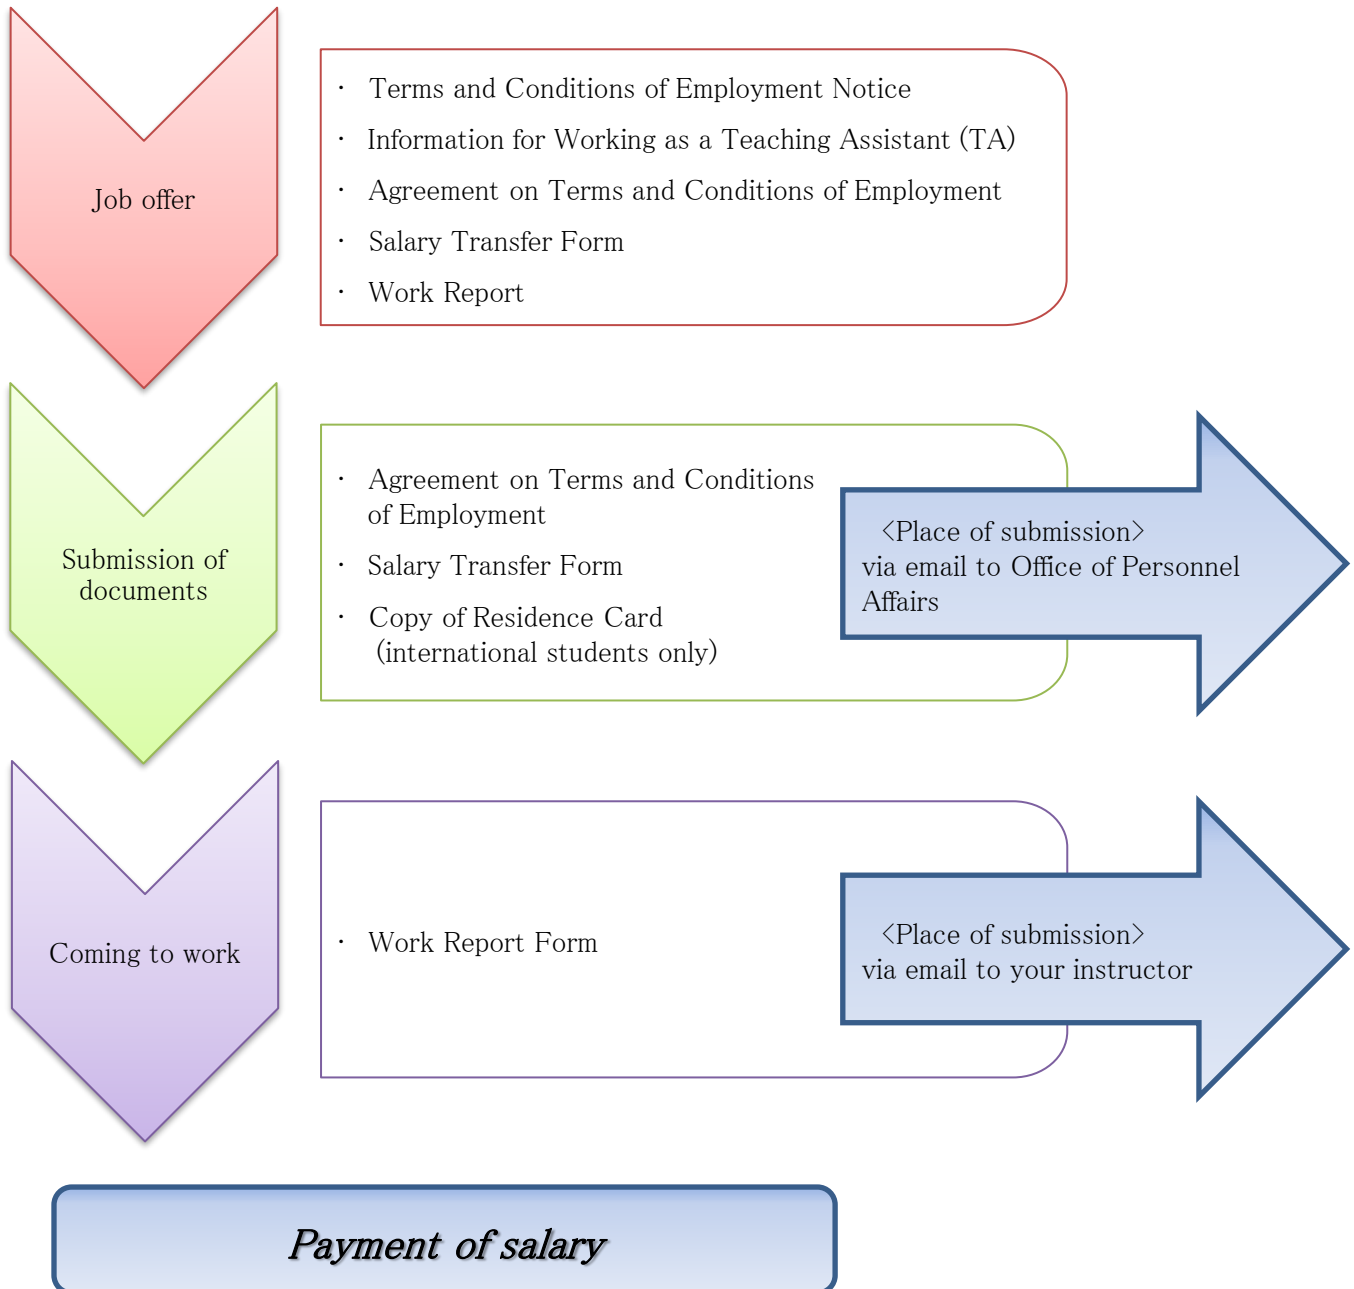 Job offer
· Terms and Conditions of Employment Notice
· Information for Working as a Teaching Assistant (TA)
· Agreement on Terms and Conditions of Employment
· Salary Transfer Form
· Work Report
Submission of
documents
· Agreement on Terms and Conditions
of Employment
· Salary Transfer Form
· Copy of Residence Card
(international students only)
<Place of submission>
via email to Office of Personnel
Affairs
Coming to work
· Work Report Form
<Place of submission>
via email to your instructor
Payment of salary